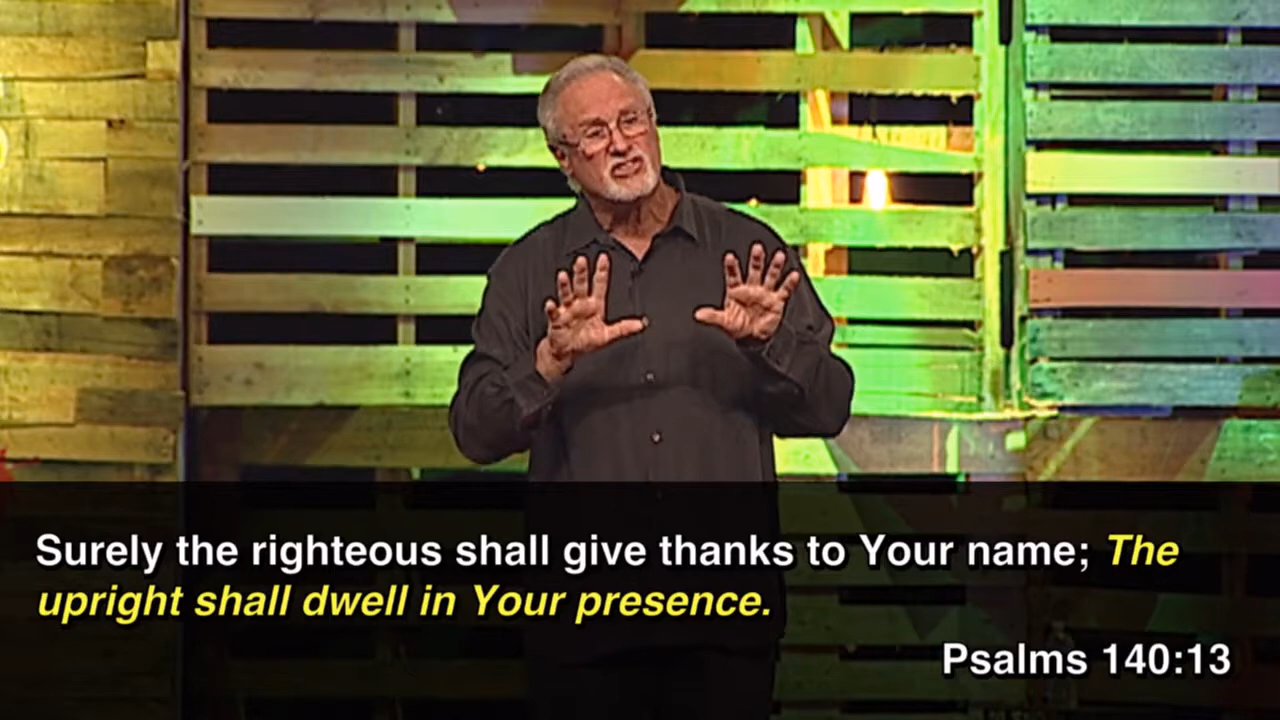 Surely the righteous shall give thanks to Your name; The
upright shall dwell in Your presence.
Psalms 140:13